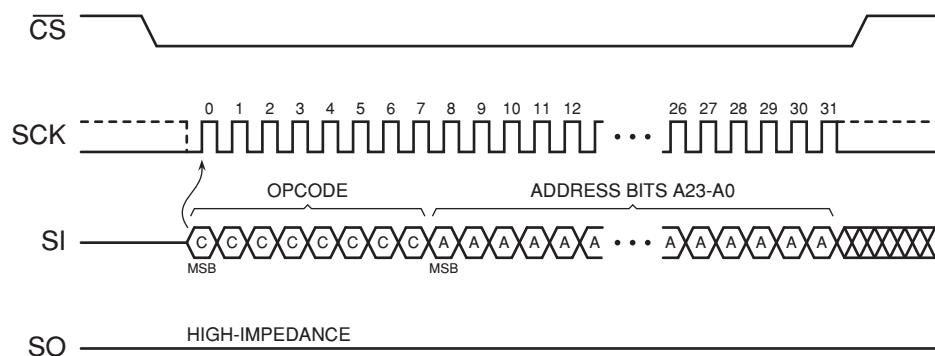 CS
0 1 2 3 4 5 6 7 8 9 10 11 12 26 27 28 29 30 31
SCK
OPCODE ADDRESS BITS A23-A0
SI C C C C C C C C A A A A A A A A A A A A
MSB MSB
HIGH-IMPEDANCE
SO